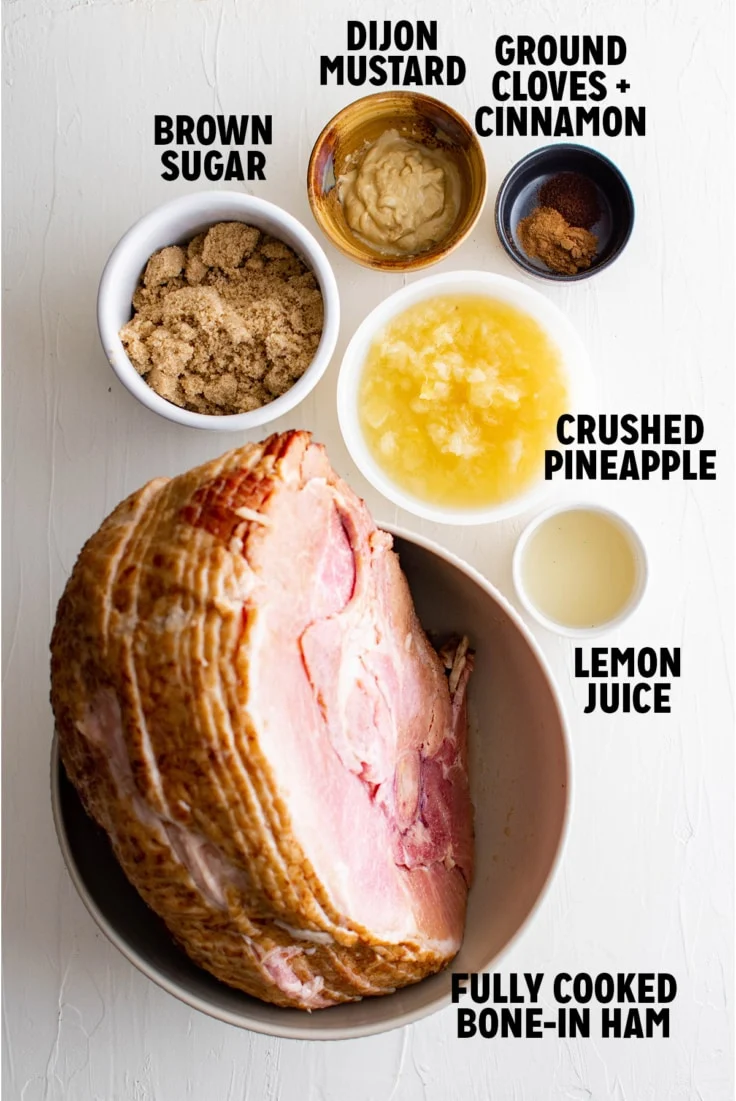 DIJON
MUSTARD
GROUND
CLOVES +
CINNAMON
BROWN
SUGAR
CRUSHED
PINEAPPLE
LEMON
JUICE
FULLY COOKED
BONE-IN HAM